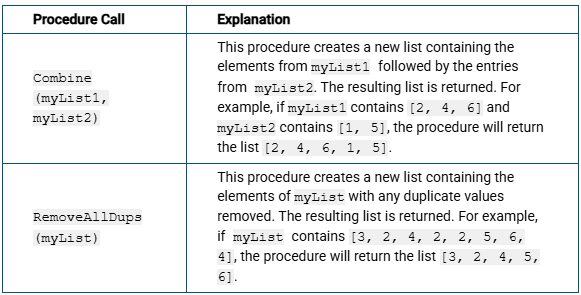 Procedure Call
Explanation
Combine
(myList1,
myList2)
This procedure creates a new list containing the
elements from myList1 followed by the entries
from myList2. The resulting list is returned. For
example, if myList1 contains [2, 4, 6] and
myList2 contains [1, 5], the procedure will return
the list [2, 4, 6, 1, 5].
RemoveAllDups
(myList)
This procedure creates a new list containing the
elements of myList with any duplicate values
removed. The resulting list is returned. For example,
if myList contains [3, 2, 4, 2, 2, 5, 6,
4], the procedure will return the list [3, 2, 4, 5,
6].